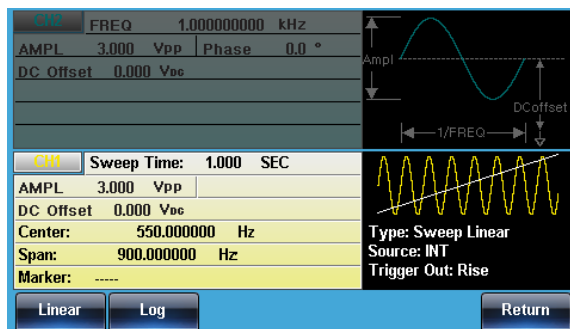 CH2 FREQ 1.000000000 kHz
AMPL 3.000 Vpp Phase 0.0 °
DC Offset 0.000 VDC
Ampl
DCoffset
1/FREQ
CH1 Sweep Time: 1.000 SEC
AMPL 3.000 Vpp
DC Offset 0.000 VDC
Center: 550.000000 Hz
Span: 900.000000 Hz
Marker: -----
Type: Sweep Linear
Source: INT
Trigger Out: Rise
Linear Log Return